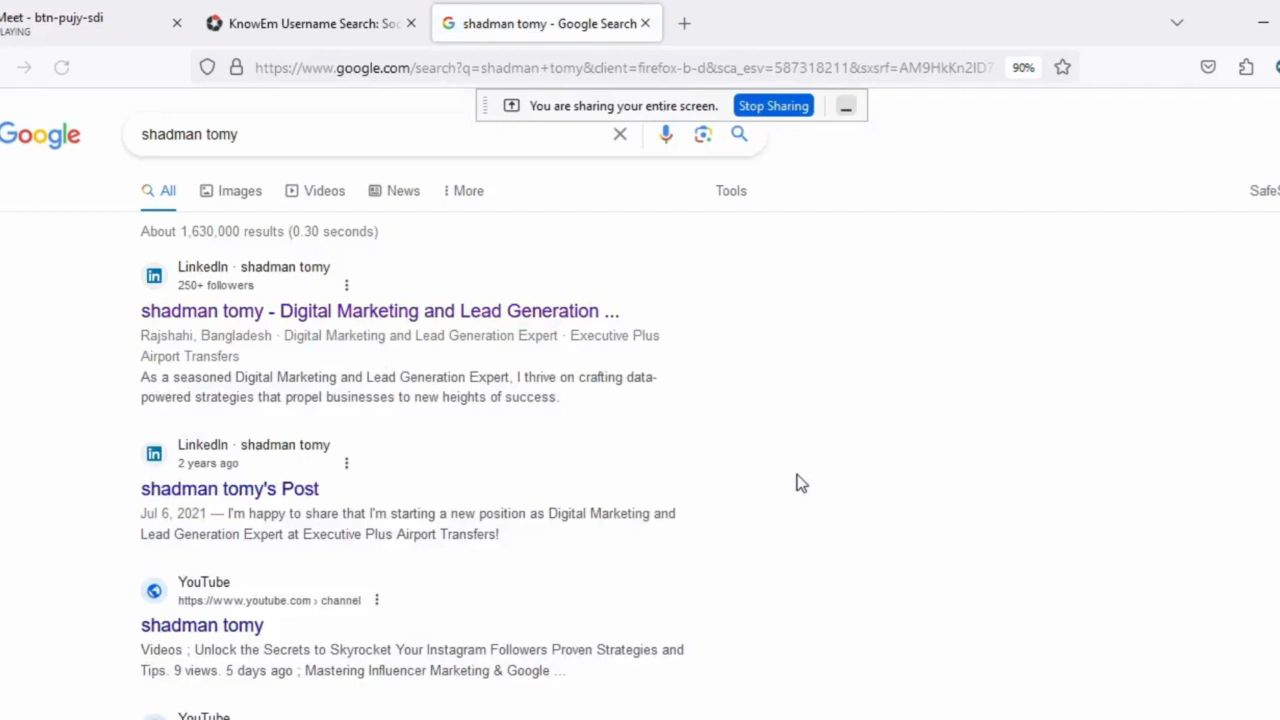 Meet - btn-pujy-sdi
LAYING
KnowEm Username Search: Soc
shadman tomy - Google Search
https://www.google.com/search?q=shadman+tomy&client=firefox-b-d&sca_esv=587318211&sxsrf=AM9HkKn2ID7
90%
You are sharing your entire screen.
Stop Sharing
Google
shadman tomy
All
Images
Videos
News
More
Tools
SafeS
About 1,630,000 results (0.30 seconds)
LinkedIn · shadman tomy
250+ followers
shadman tomy - Digital Marketing and Lead Generation ...
Rajshahi, Bangladesh · Digital Marketing and Lead Generation Expert · Executive Plus
Airport Transfers
As a seasoned Digital Marketing and Lead Generation Expert, I thrive on crafting data-
powered strategies that propel businesses to new heights of success.
LinkedIn · shadman tomy
2 years ago
shadman tomy's Post
Jul 6, 2021 — I'm happy to share that I'm starting a new position as Digital Marketing and
Lead Generation Expert at Executive Plus Airport Transfers!
YouTube
https://www.youtube.com › channel
shadman tomy
Videos ; Unlock the Secrets to Skyrocket Your Instagram Followers Proven Strategies and
Tips. 9 views. 5 days ago ; Mastering Influencer Marketing & Google ...
YouTube